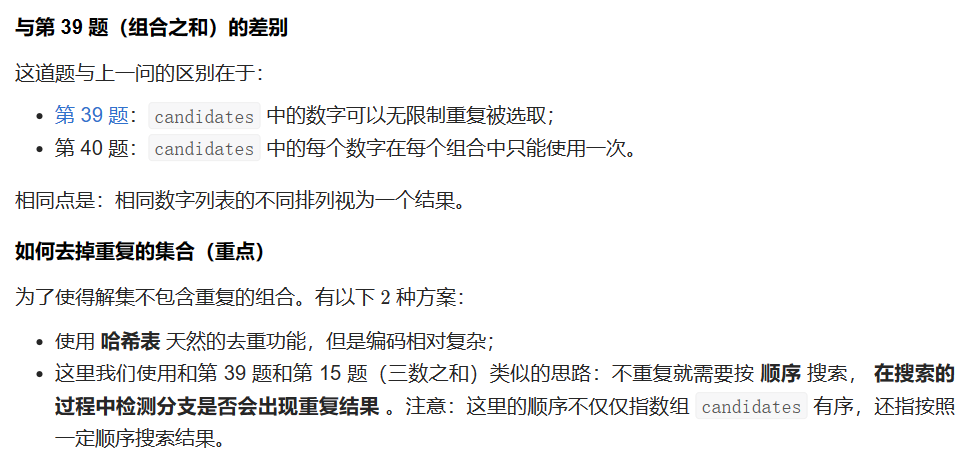 与第 39 题（组合之和）的差别
这道题与上一问的区别在于：
第 39 题：candidates 中的数字可以无限制重复被选取；
第 40 题：candidates 中的每个数字在每个组合中只能使用一次。
相同点是：相同数字列表的不同排列视为一个结果。
如何去掉重复的集合（重点）
为了使得解集不包含重复的组合。有以下 2 种方案：
使用 哈希表 天然的去重功能，但是编码相对复杂；
这里我们使用和第 39 题和第 15 题（三数之和）类似的思路：不重复就需要按 顺序 搜索， 在搜索的
过程中检测分支是否会出现重复结果 。注意：这里的顺序不仅仅指数组 candidates 有序，还指按照
一定顺序搜索结果。